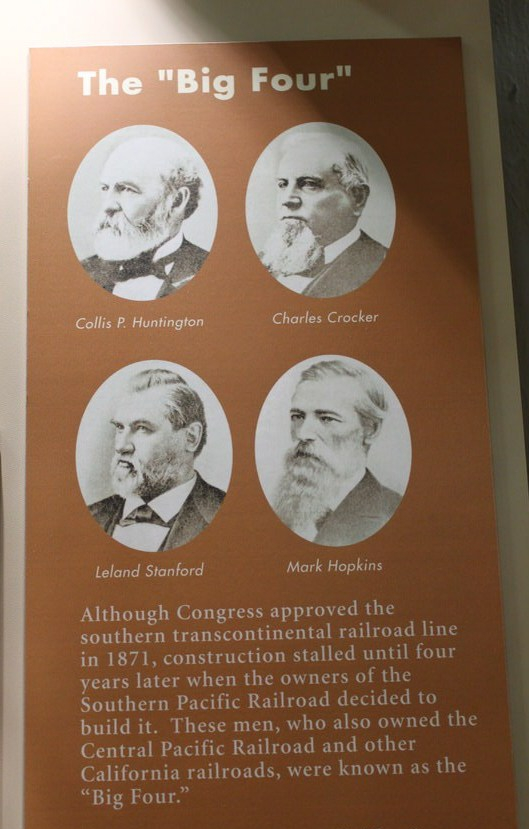 The "Big Four"
Collis P. Huntington
Charles Crocker
Leland Stanford
Mark Hopkins
Although Congress approved the
southern transcontinental railroad line
in 1871, construction stalled until four
years later when the owners of the
Southern Pacific Railroad decided to
build it.  These men, who also owned the
Central Pacific Railroad and other
California railroads, were known as the
“Big Four.”